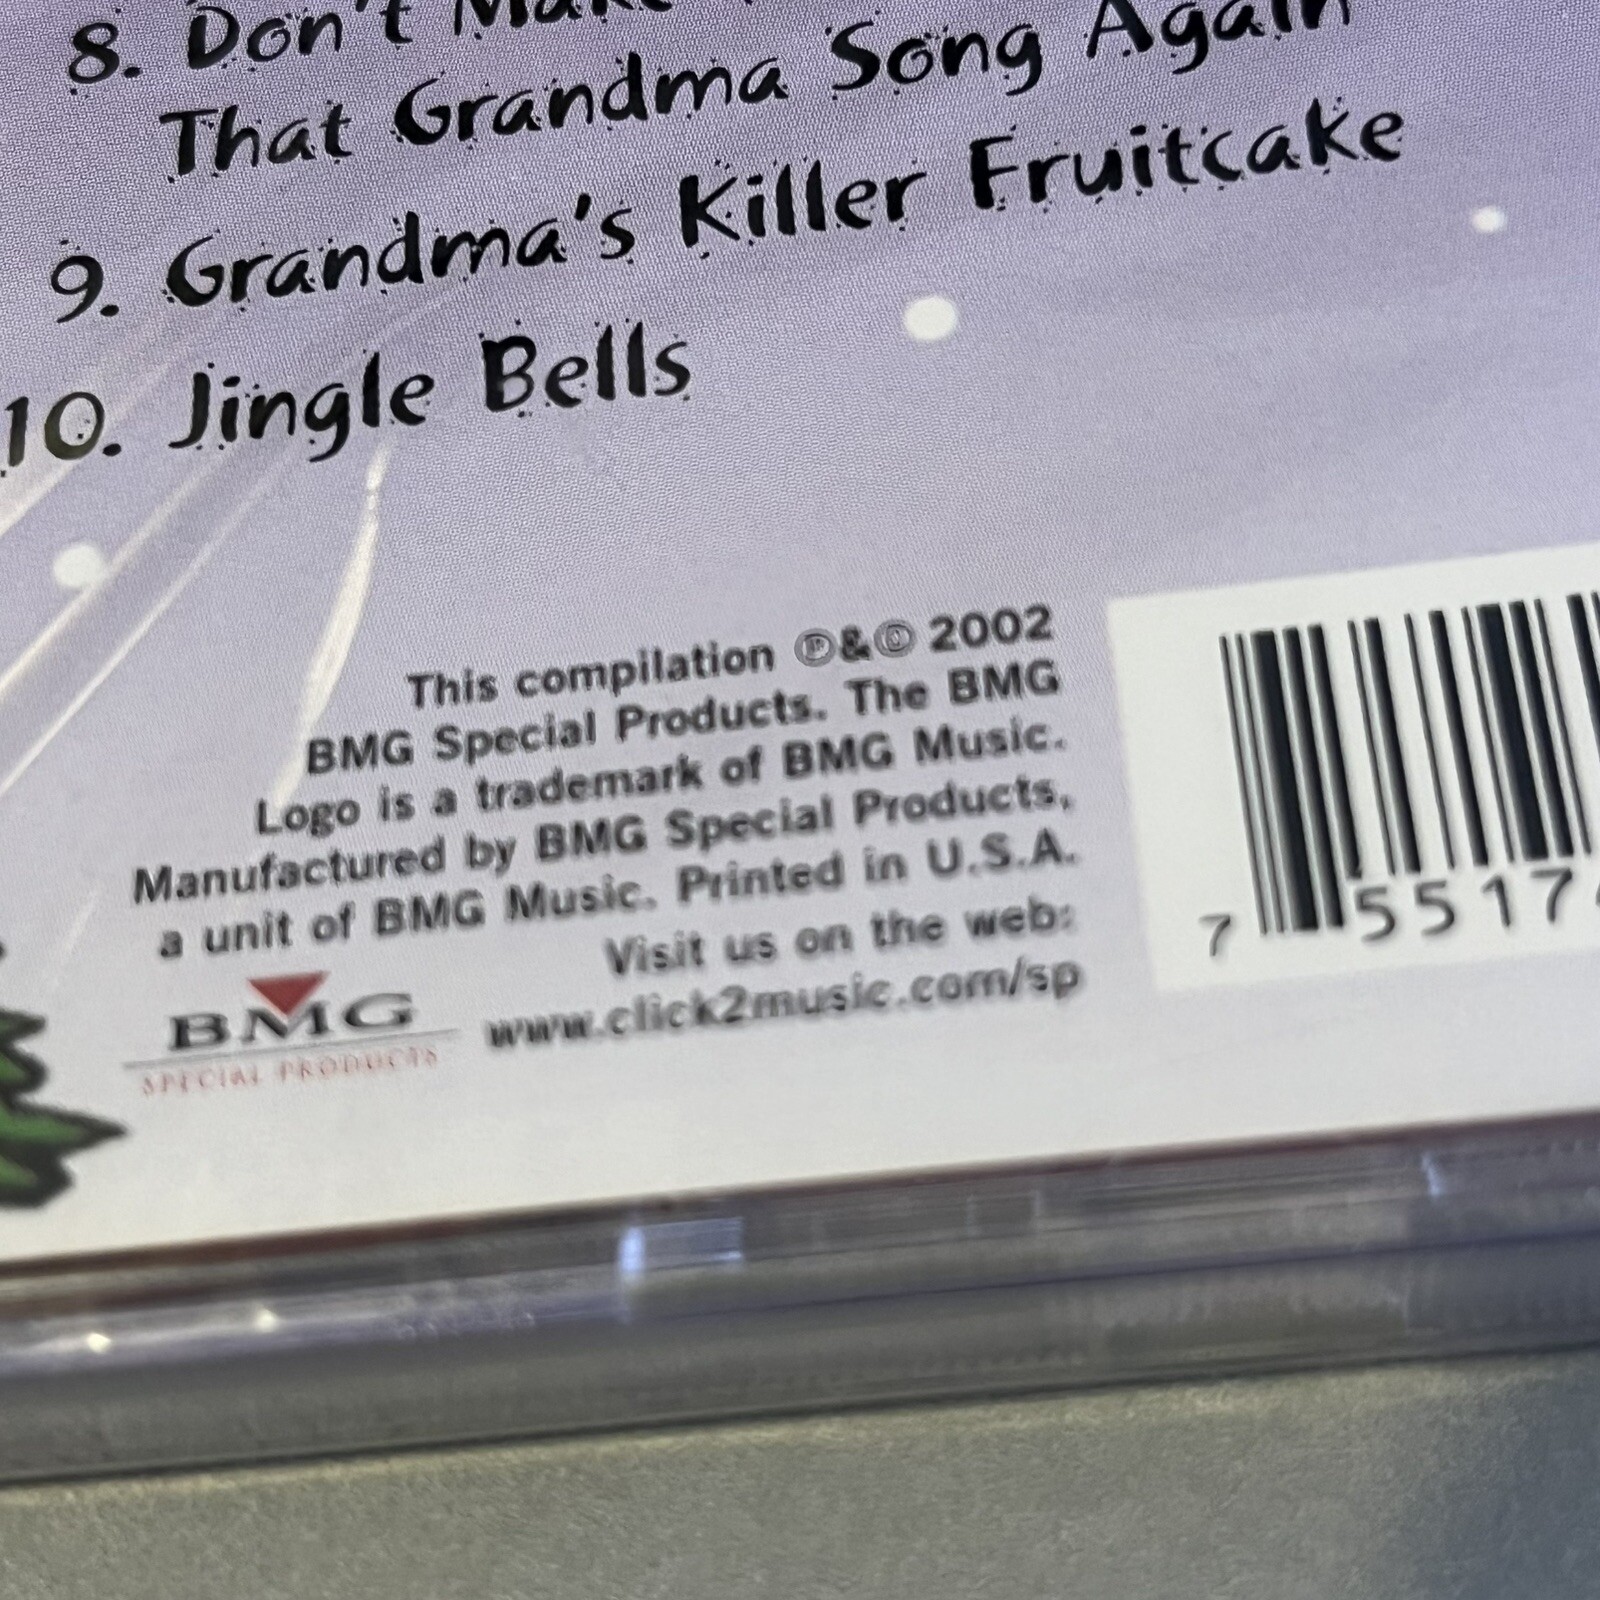 8. Don't Make
That Grandma Song Again
9. Grandma's Killer Fruitcake
10. Jingle Bells
This compilation ℗&© 2002
BMG Special Products. The BMG
Logo is a trademark of BMG Music.
Manufactured by BMG Special Products,
a unit of BMG Music. Printed in U.S.A.
Visit us on the web:
www.click2music.com/sp
BMG
SPECIAL PRODUCTS
7 5517